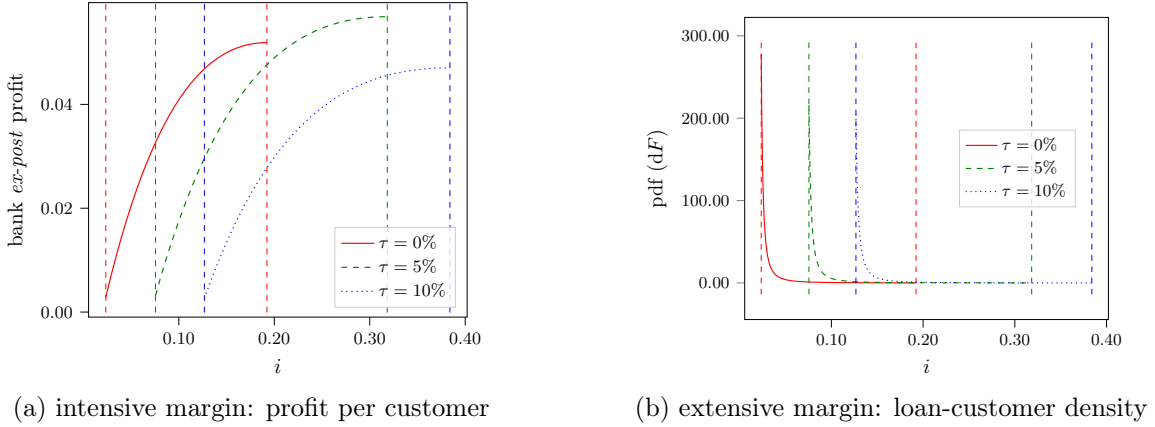 bank ex-post profit
0.04
0.02
0.00
τ = 0%
τ = 5%
τ = 10%
0.10
0.20
0.30
0.40
i
(a) intensive margin: profit per customer
pdf (dF)
300.00
200.00
100.00
0.00
τ = 0%
τ = 5%
τ = 10%
0.10
0.20
0.30
0.40
i
(b) extensive margin: loan-customer density